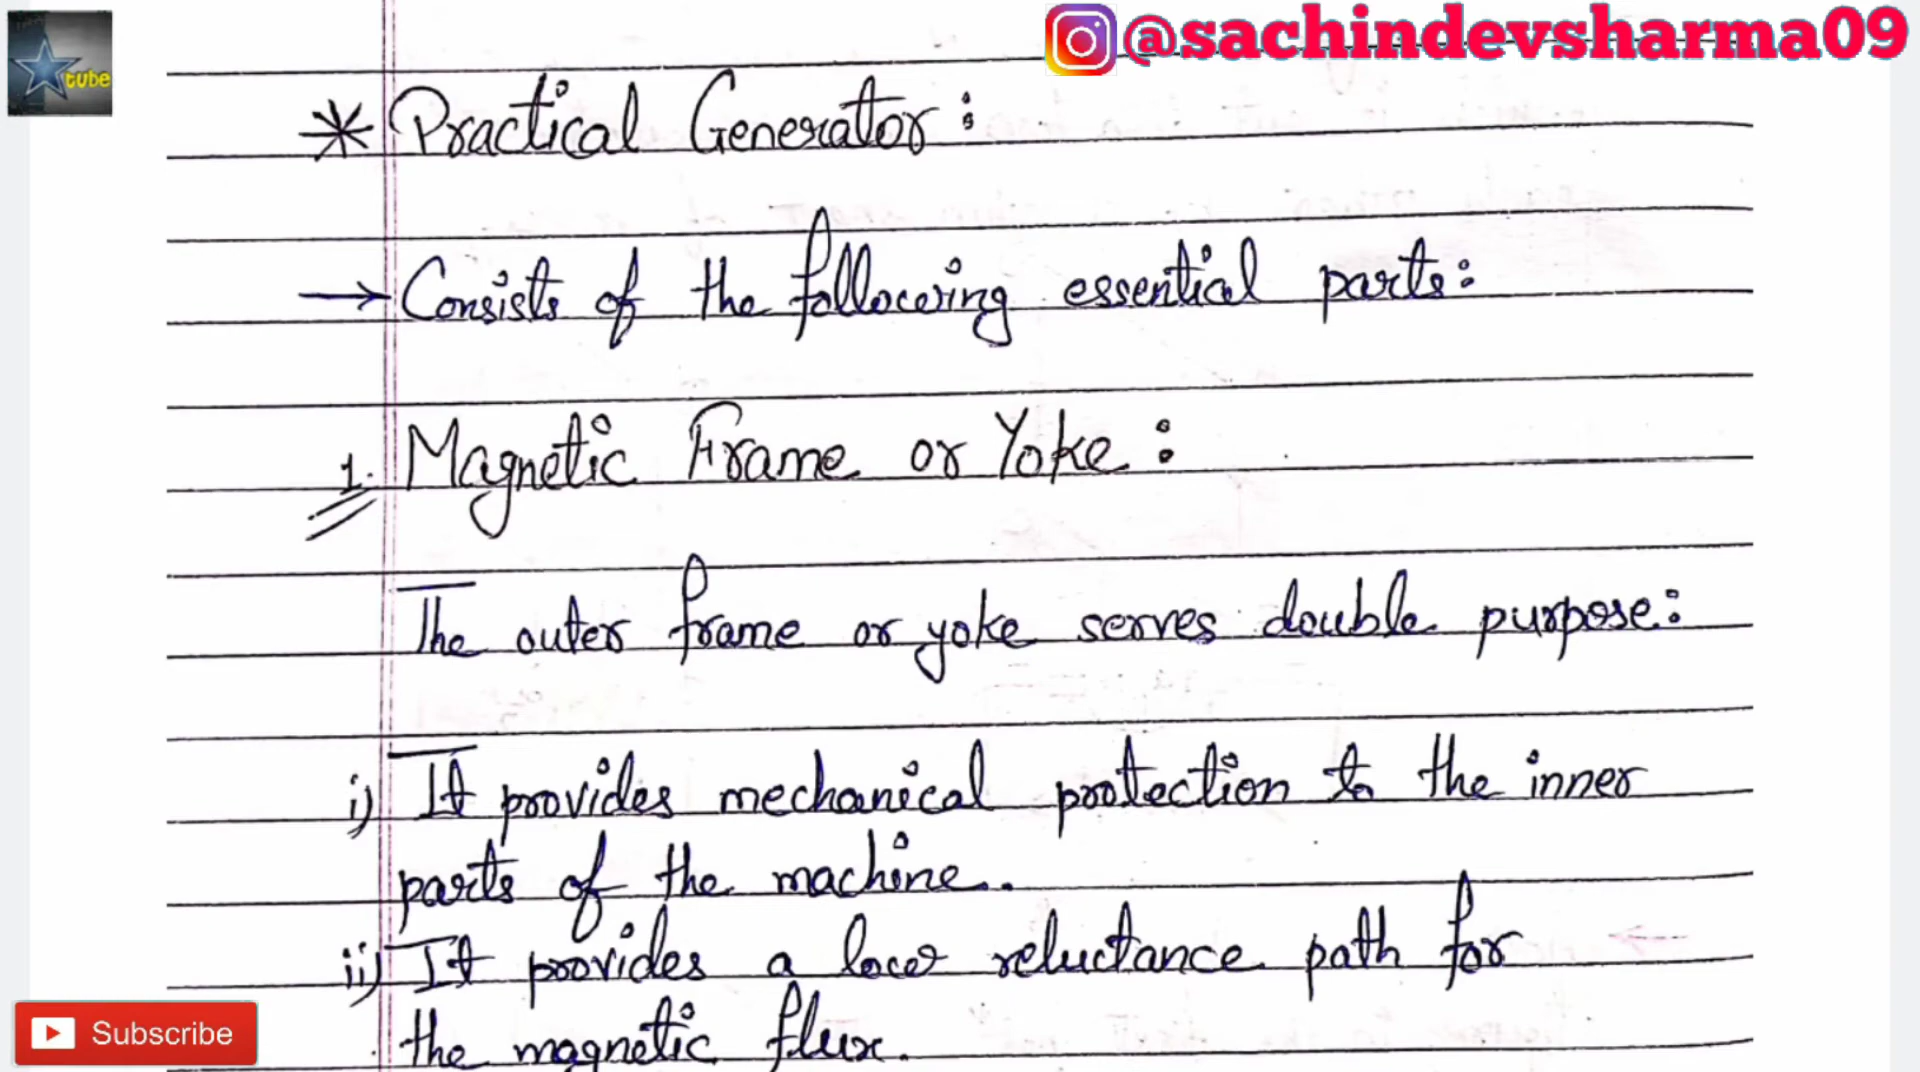 tube
@sachindevsharma09
* Practical Generator:
→ Consists of the following essential parts:
1. Magnetic Frame or Yoke:
The outer frame or yoke serves double purpose:
i) It provides mechanical protection to the inner
parts of the machine.
ii) It provides a low reluctance path for
the magnetic flux.
Subscribe